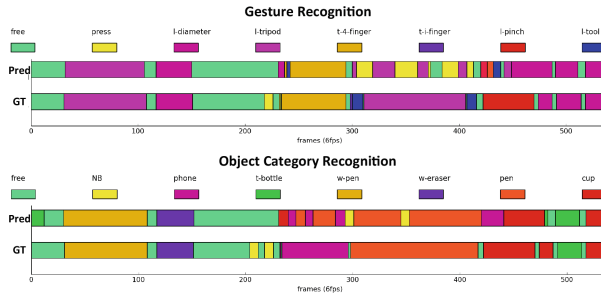 Gesture Recognition
free press l-diameter l-tripod t-4-finger t-i-finger l-pinch l-tool
Pred
GT
0 100 200 300 400 500
frames (6fps)
Object Category Recognition
free NB phone t-bottle w-pen w-eraser pen cup
Pred
GT
0 100 200 300 400 500
frames (6fps)